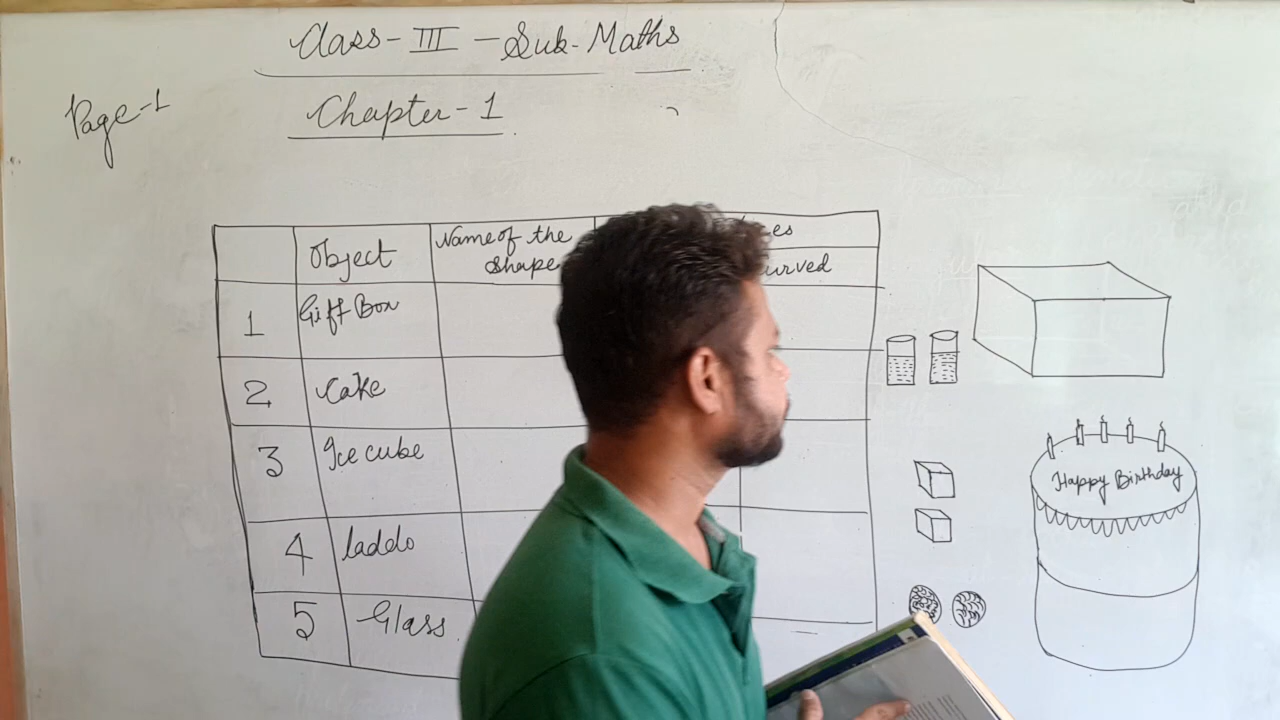 Class-III-Sub-Maths
Page-1
Chapter-1
Object
Name of the
shape
1 Gift Box
2 Cake
3 Ice cube
4 laddo
5 Glass
Happy Birthday